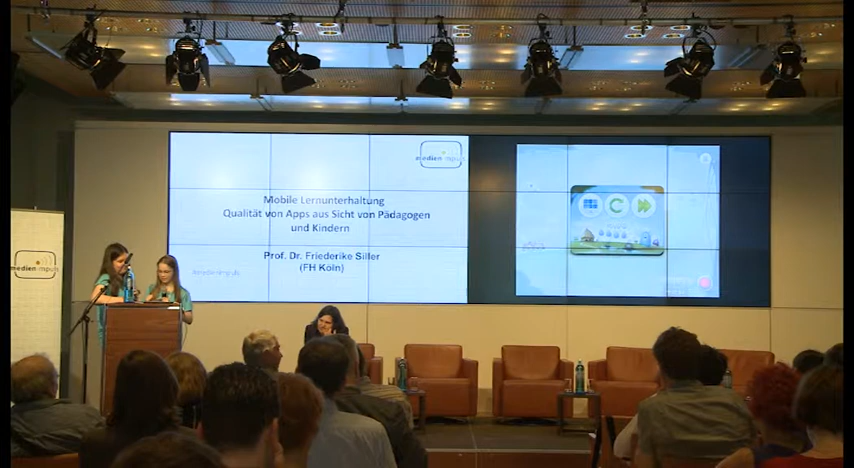 medien impuls
Mobile Lernunterhaltung
Qualität von Apps aus Sicht von Pädagogen
und Kindern
Prof. Dr. Friederike Siller
(FH Köln)
medien impuls